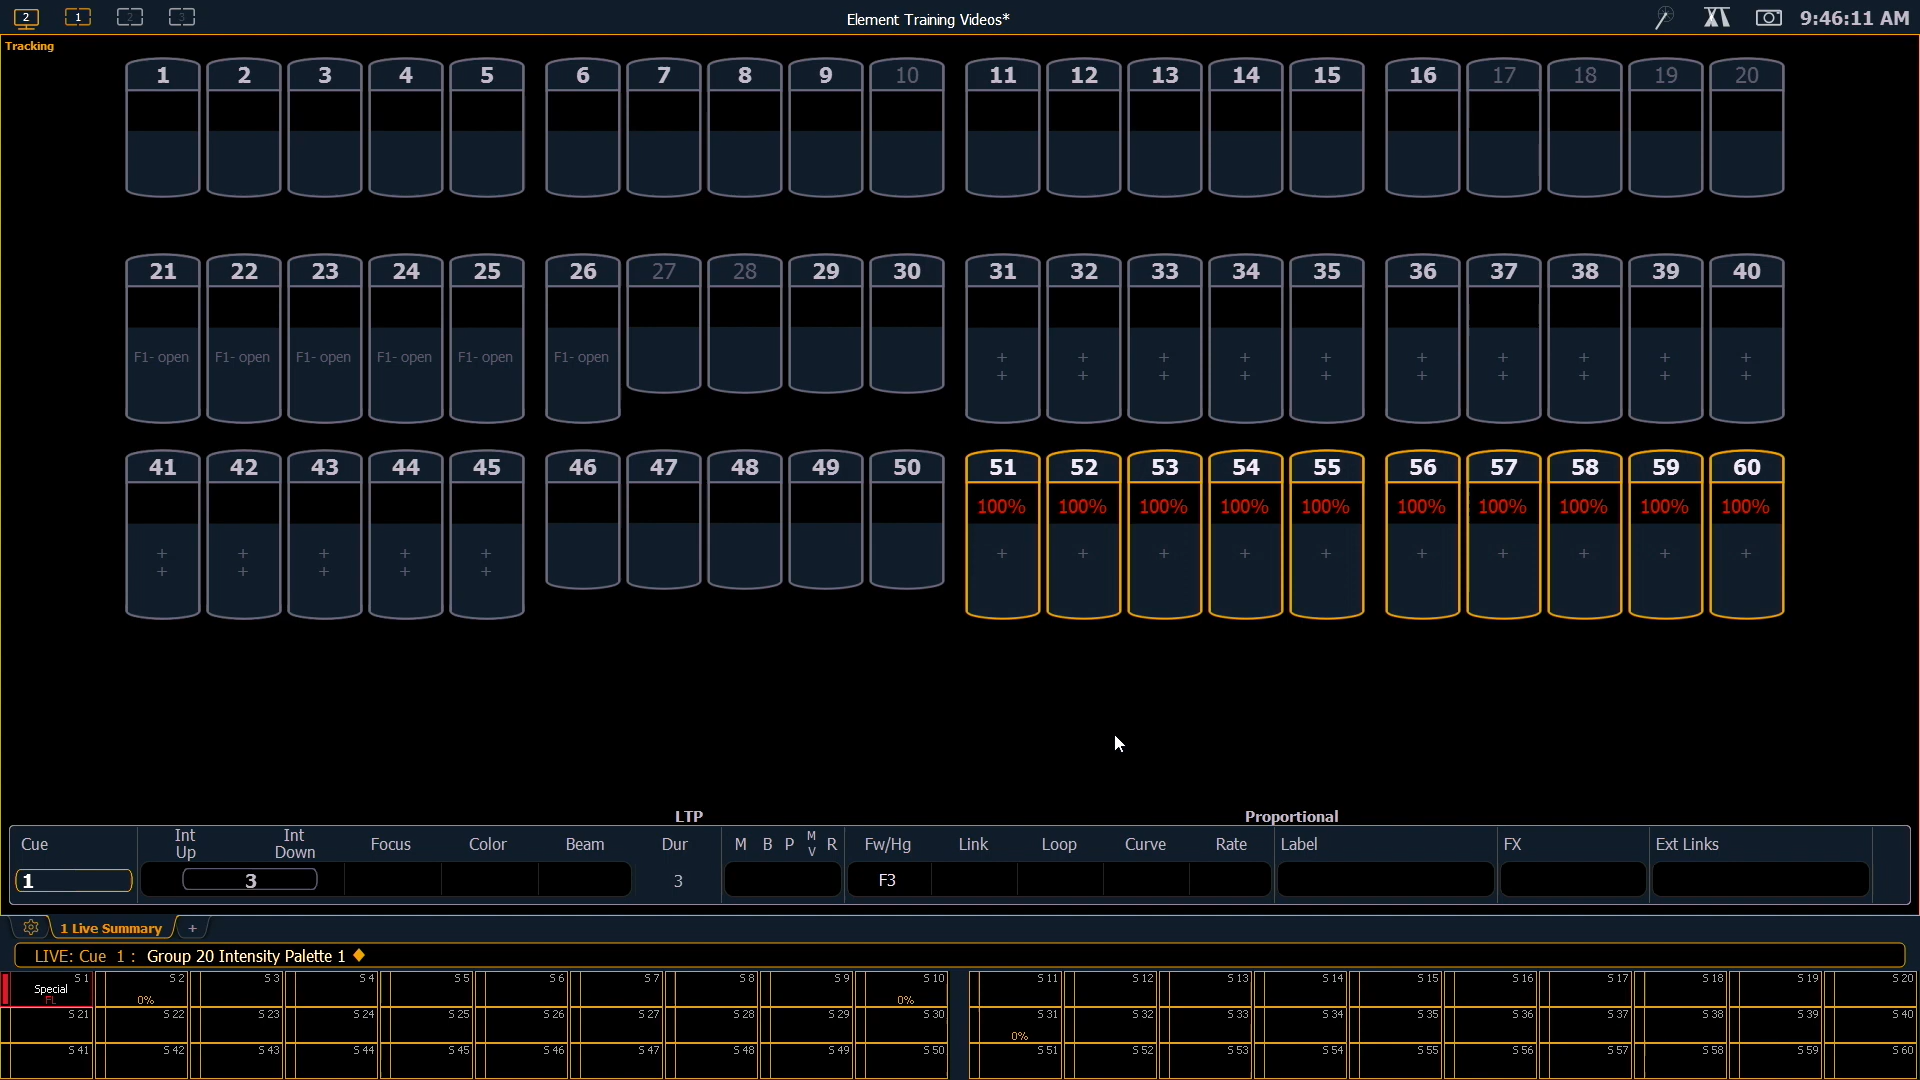 2 1 2 3 Element Training Videos* 9:46:11 AM
Tracking
1 2 3 4 5 6 7 8 9 10 11 12 13 14 15 16 17 18 19 20
21 22 23 24 25 26 27 28 29 30 31 32 33 34 35 36 37 38 39 40
F1- open F1- open F1- open F1- open F1- open F1- open + + + + + + + + + +
+ + + + + + + + + +
41 42 43 44 45 46 47 48 49 50 51 52 53 54 55 56 57 58 59 60
100% 100% 100% 100% 100% 100% 100% 100% 100% 100%
+ + + + + + + + + + + + + + +
+ + + + +
LTP Proportional
Cue Int Up Int Down Focus Color Beam Dur M B P MV R Fw/Hg Link Loop Curve Rate Label FX Ext Links
1 3 3 F3
1 Live Summary +
LIVE: Cue 1 : Group 20 Intensity Palette 1
S 1 S 2 S 3 S 4 S 5 S 6 S 7 S 8 S 9 S 10 S 11 S 12 S 13 S 14 S 15 S 16 S 17 S 18 S 19 S 20
Special
FL 0% 0%
S 21 S 22 S 23 S 24 S 25 S 26 S 27 S 28 S 29 S 30 S 31 S 32 S 33 S 34 S 35 S 36 S 37 S 38 S 39 S 40
0%
S 41 S 42 S 43 S 44 S 45 S 46 S 47 S 48 S 49 S 50 S 51 S 52 S 53 S 54 S 55 S 56 S 57 S 58 S 59 S 60